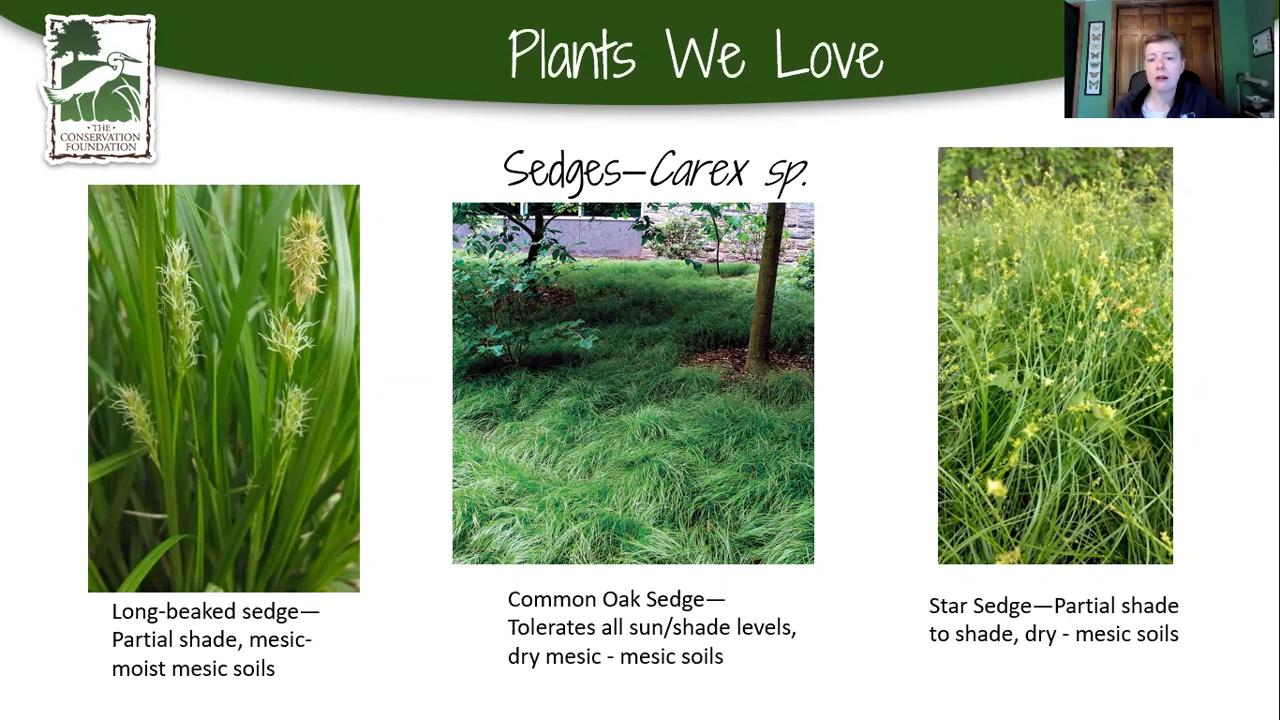 Plants We Love
• THE •
CONSERVATION
FOUNDATION
Sedges—Carex sp.
Long-beaked sedge—
Partial shade, mesic-
moist mesic soils
Common Oak Sedge—
Tolerates all sun/shade levels,
dry mesic - mesic soils
Star Sedge—Partial shade
to shade, dry - mesic soils